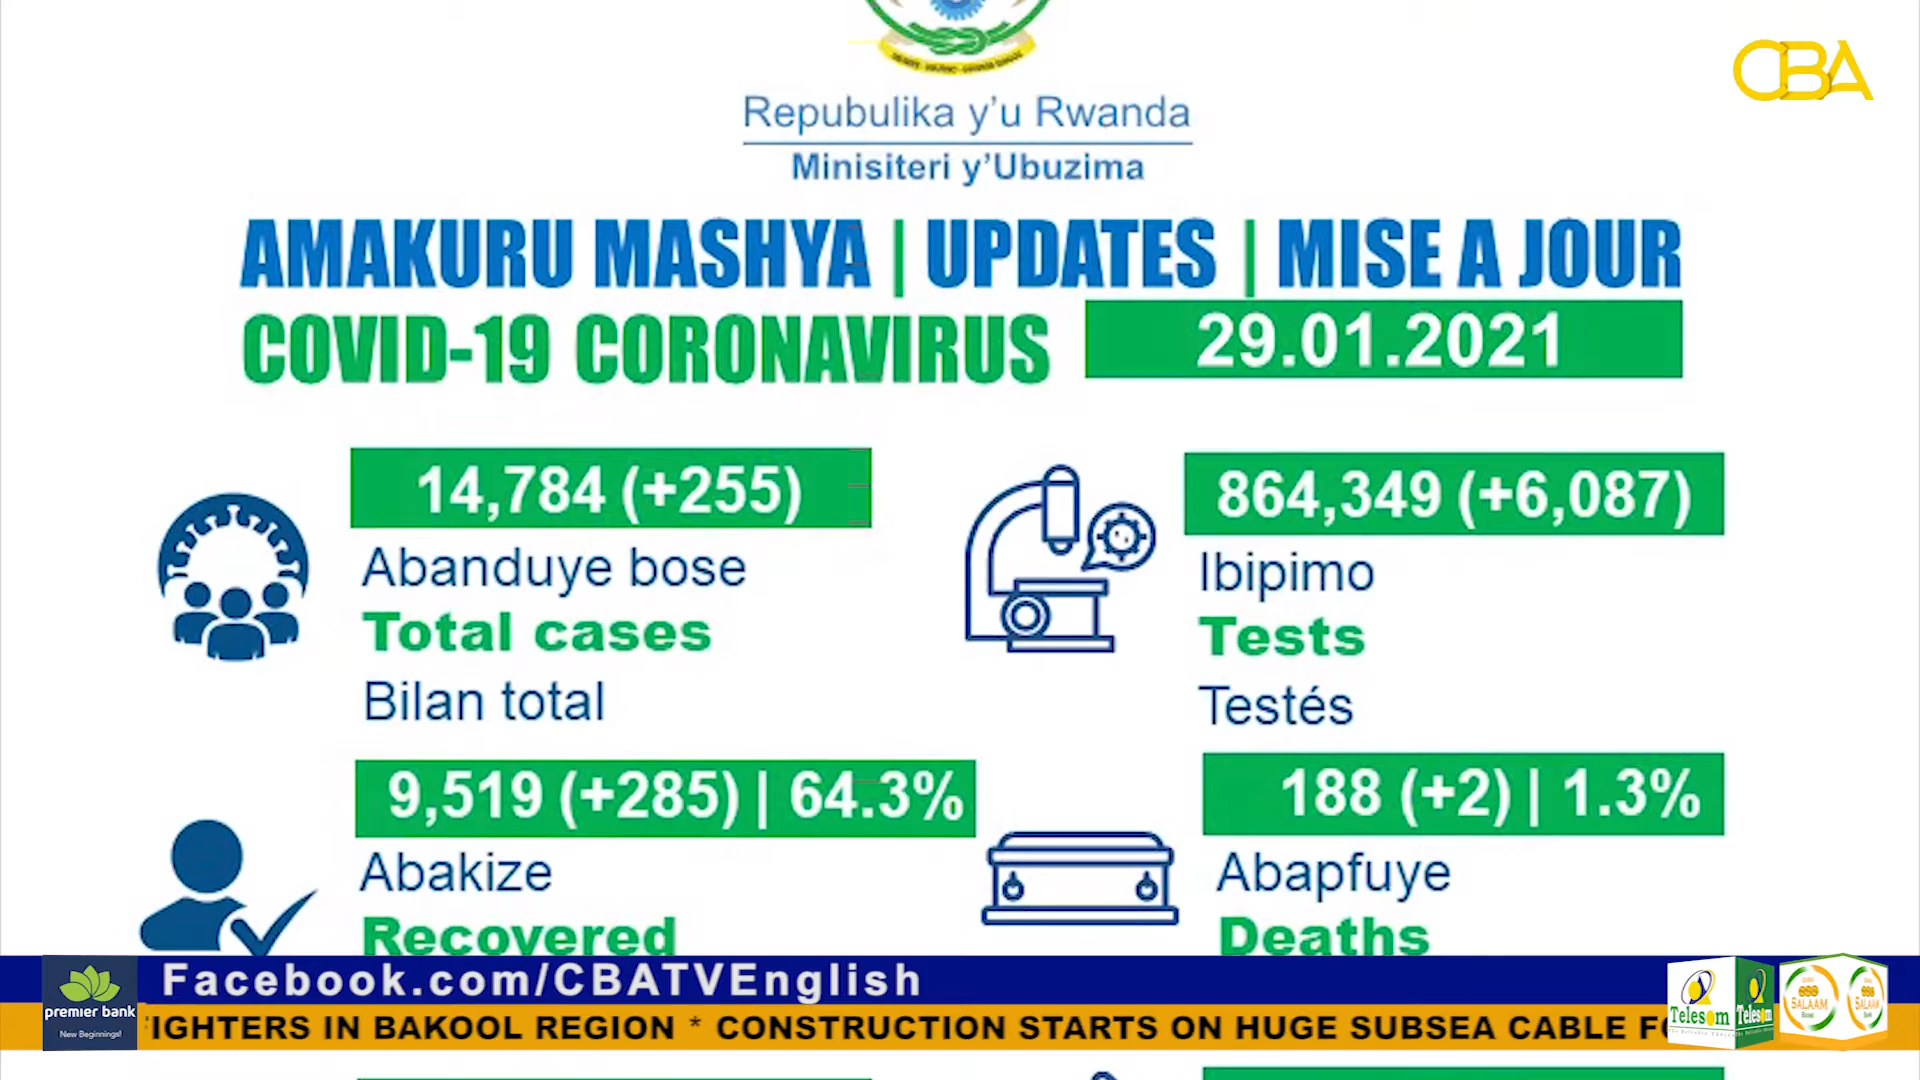 CBA
Repubulika y'u Rwanda
Minisiteri y'Ubuzima
AMAKURU MASHYA | UPDATES | MISE A JOUR
COVID-19 CORONAVIRUS 29.01.2021
14,784 (+255)
Abanduye bose
Total cases
Bilan total
864,349 (+6,087)
Ibipimo
Tests
Testés
9,519 (+285) | 64.3%
Abakize
Recovered
188 (+2) | 1.3%
Abapfuye
Deaths
Facebook.com/CBATVEnglish
premier bank
New Beginnings!
IGHTERS IN BAKOOL REGION * CONSTRUCTION STARTS ON HUGE SUBSEA CABLE F
Telesom
Telesom
SALAAM
SALAAM